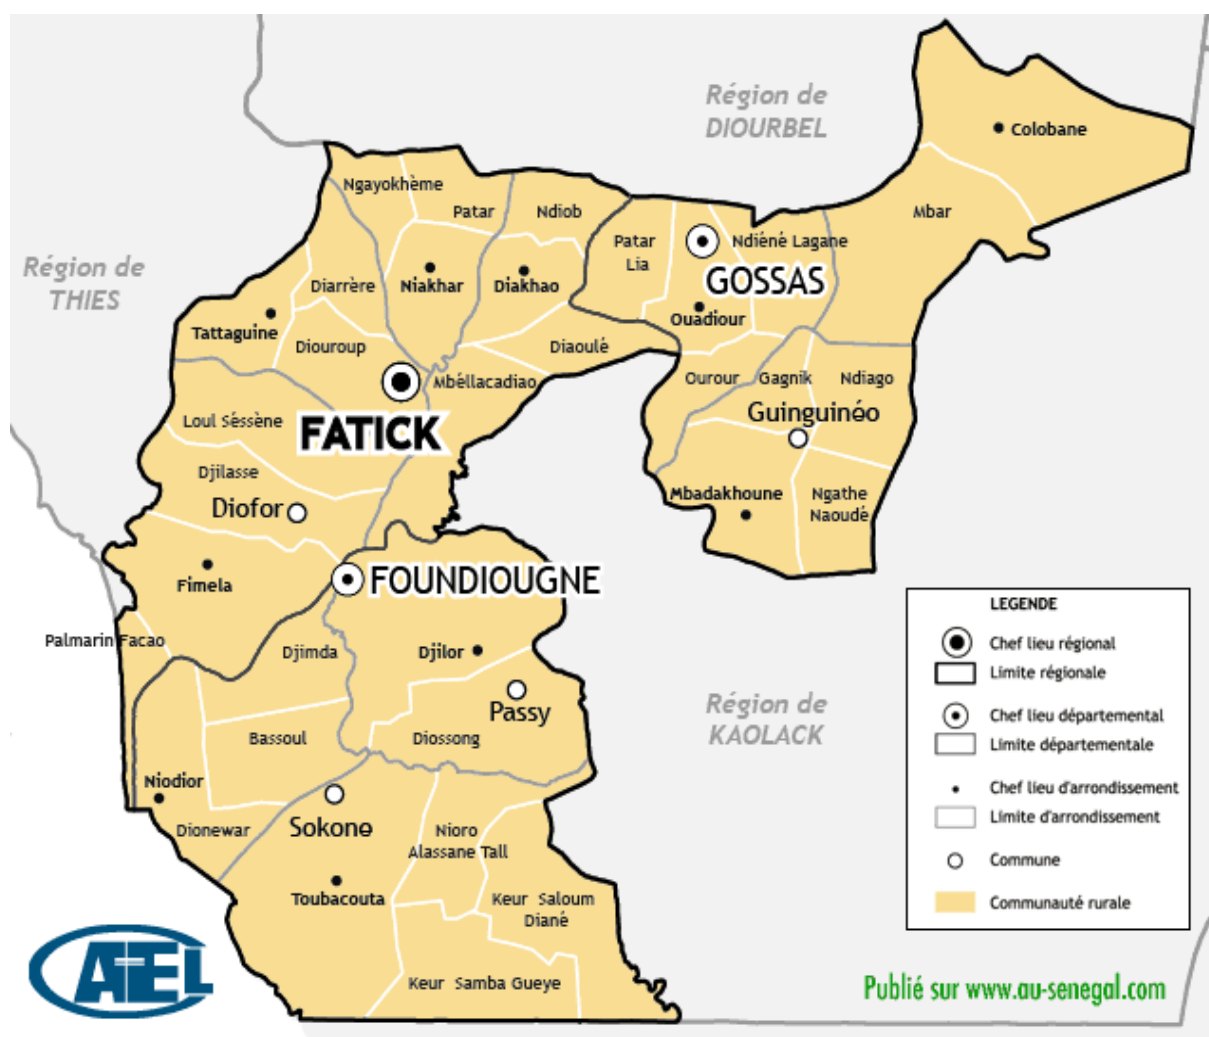 Région de
DIOURBEL
Colobane
Mbar
Ngayokhème
Patar
Ndiob
Patar
Lia
Ndiéné Lagane
GOSSAS
Région de
THIES
Diarrère
Niakhar
Diakhao
Ouadiour
Tattaguine
Diouroup
Diaoulé
Mbéllacadiao
Ourour
Gagnik
Ndiago
Guinguinéo
Loul Séssène
FATICK
Djilasse
Diofor
Mbadakhoune
Ngathe
Naoudé
Fimela
FOUNDIOUGNE
Palmarin Facao
Djimda
Djilor
Passy
Bassoul
Diossong
Région de
KAOLACK
Niodior
Dionewar
Sokone
Nioro
Alassane Tall
Toubacouta
Keur Saloum
Diané
Keur Samba Gueye
LEGENDE
Chef lieu régional
Limite régionale
Chef lieu départemental
Limite départementale
Chef lieu d'arrondissement
Limite d'arrondissement
Commune
Communauté rurale
AIEL
Publié sur www.au-senegal.com